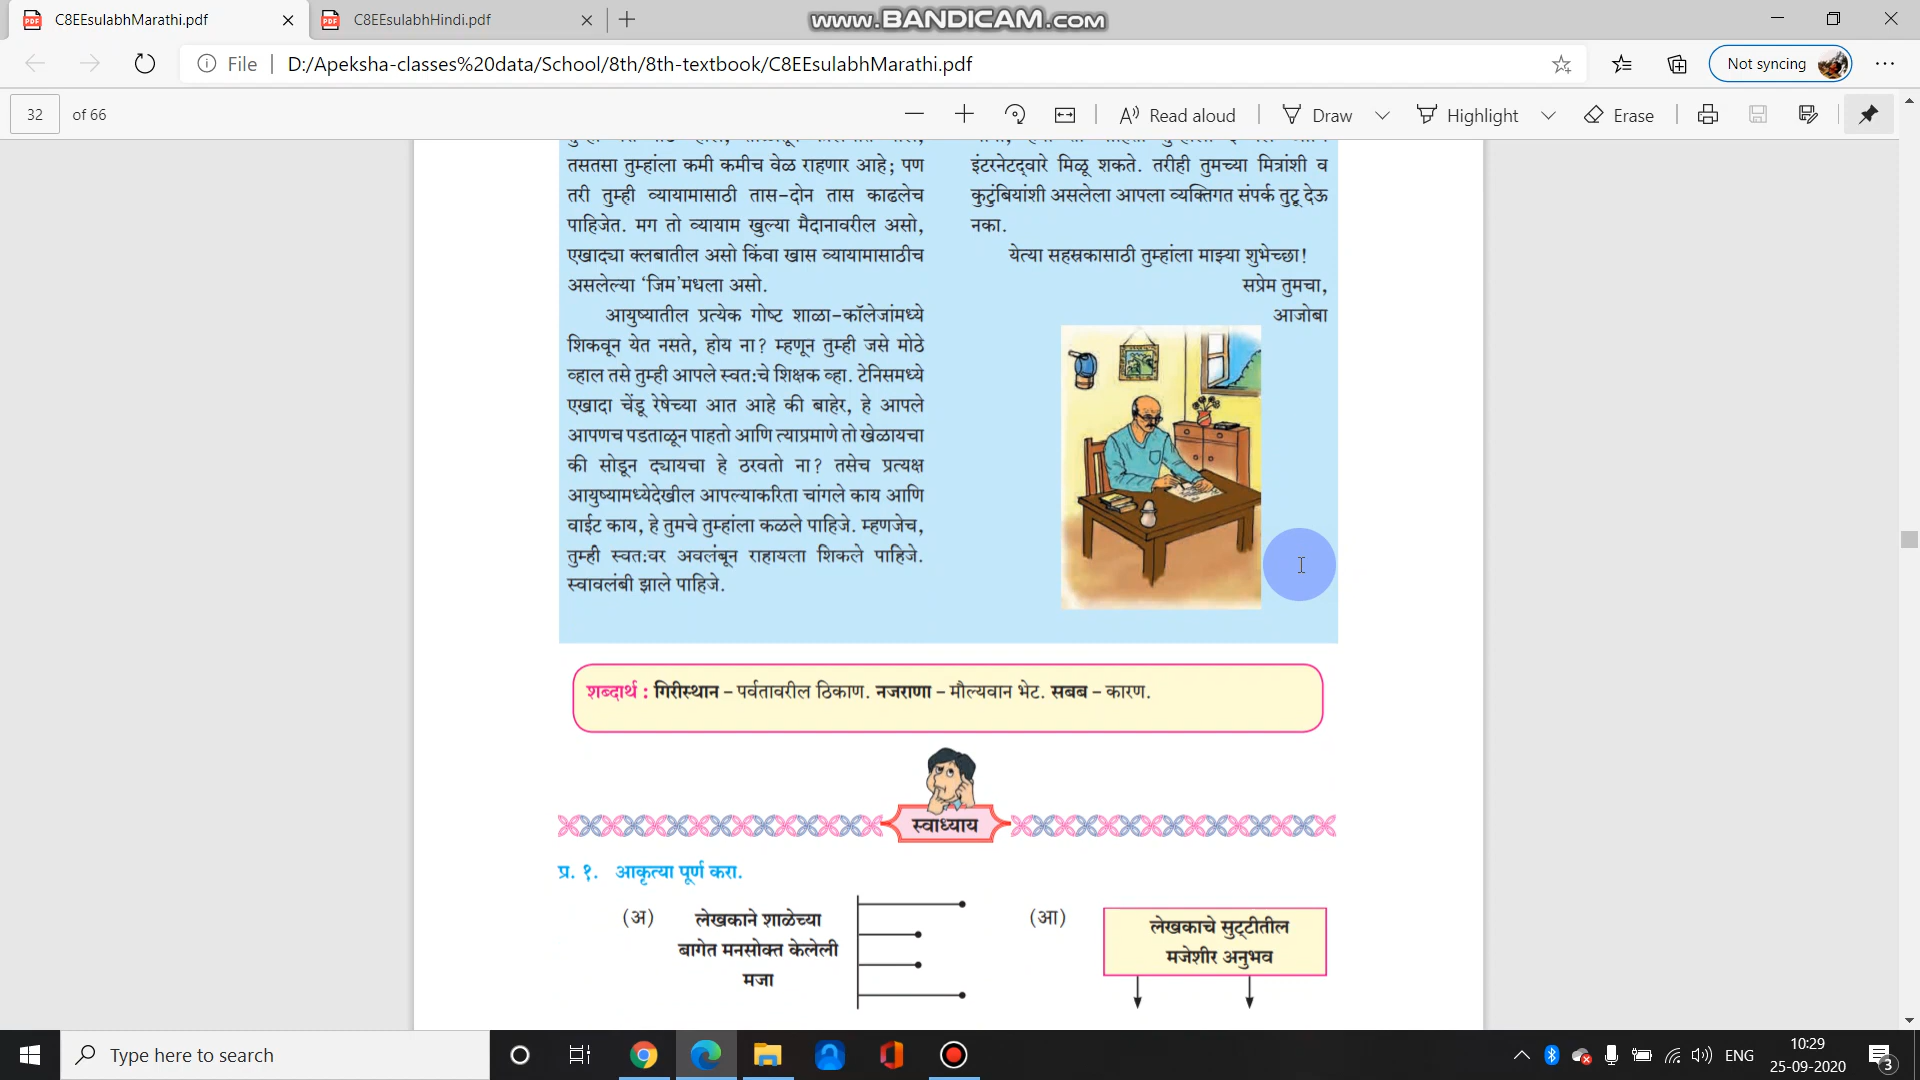 C8EEsulabhMarathi.pdf
C8EEsulabhHindi.pdf
www.BANDICAM.com
File
D:/Apeksha-classes%20data/School/8th/8th-textbook/C8EEsulabhMarathi.pdf
Not syncing
32 of 66
Read aloud
Draw
Highlight
Erase
तसतसा तुम्हांला कमी कमीच वेळ राहणार आहे; पण
तरी तुम्ही व्यायामासाठी तास-दोन तास काढलेच
पाहिजेत. मग तो व्यायाम खुल्या मैदानावरील असो,
एखाद्या क्लबातील असो किंवा खास व्यायामासाठीच
असलेल्या ‘जिम’मधला असो.
आयुष्यातील प्रत्येक गोष्ट शाळा-कॉलेजांमध्ये
शिकवून येत नसते, होय ना? म्हणून तुम्ही जसे मोठे
व्हाल तसे तुम्ही आपले स्वत:चे शिक्षक व्हा. टेनिसमध्ये
एखादा चेंडू रेषेच्या आत आहे की बाहेर, हे आपले
आपणच पडताळून पाहतो आणि त्याप्रमाणे तो खेळायचा
की सोडून द्यायचा हे ठरवतो ना? तसेच प्रत्यक्ष
आयुष्यामध्येदेखील आपल्याकरिता चांगले काय आणि
वाईट काय, हे तुमचे तुम्हांला कळले पाहिजे. म्हणजेच,
तुम्ही स्वत:वर अवलंबून राहायला शिकले पाहिजे.
स्वावलंबी झाले पाहिजे.
इंटरनेटद्वारे मिळू शकते. तरीही तुमच्या मित्रांशी व
कुटुंबियांशी असलेला आपला व्यक्तिगत संपर्क तुटू देऊ
नका.
येत्या सहस्रकासाठी तुम्हांला माझ्या शुभेच्छा!
सप्रेम तुमचा,
आजोबा
शब्दार्थ : गिरीस्थान - पर्वतावरील ठिकाण. नजराणा - मौल्यवान भेट. सबब - कारण.
स्वाध्याय
प्र. १. आकृत्या पूर्ण करा.
(अ) लेखकाने शाळेच्या
बागेत मनसोक्त केलेली
मजा
(आ) लेखकाचे सुट्टीतील
मजेशीर अनुभव
Type here to search
ENG
10:29
25-09-2020
3